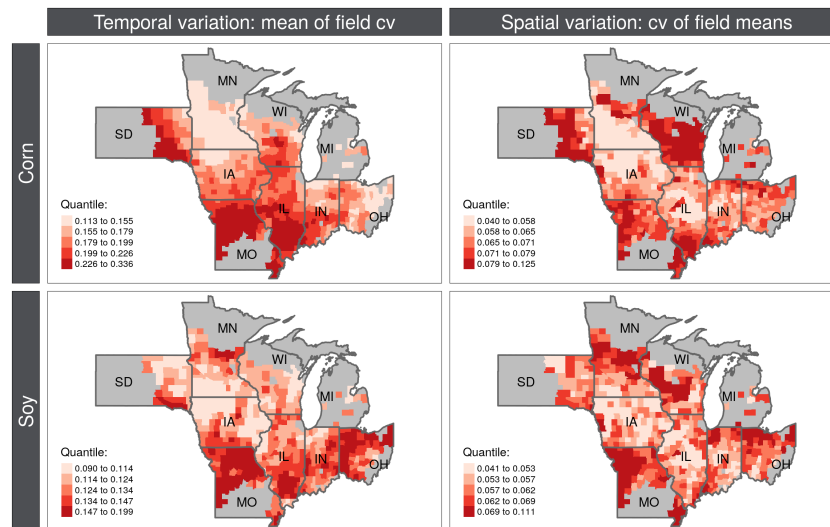 Temporal variation: mean of field cv
Spatial variation: cv of field means
Corn
MN
WI
SD
MI
IA
IL
IN
OH
MO
Quantile:
0.113 to 0.155
0.155 to 0.179
0.179 to 0.199
0.199 to 0.226
0.226 to 0.336
MN
WI
SD
MI
IA
IL
IN
OH
MO
Quantile:
0.040 to 0.058
0.058 to 0.065
0.065 to 0.071
0.071 to 0.079
0.079 to 0.125
Soy
MN
WI
SD
MI
IA
IL
IN
OH
MO
Quantile:
0.090 to 0.114
0.114 to 0.124
0.124 to 0.134
0.134 to 0.147
0.147 to 0.199
MN
WI
SD
MI
IA
IL
IN
OH
MO
Quantile:
0.041 to 0.053
0.053 to 0.057
0.057 to 0.062
0.062 to 0.069
0.069 to 0.111